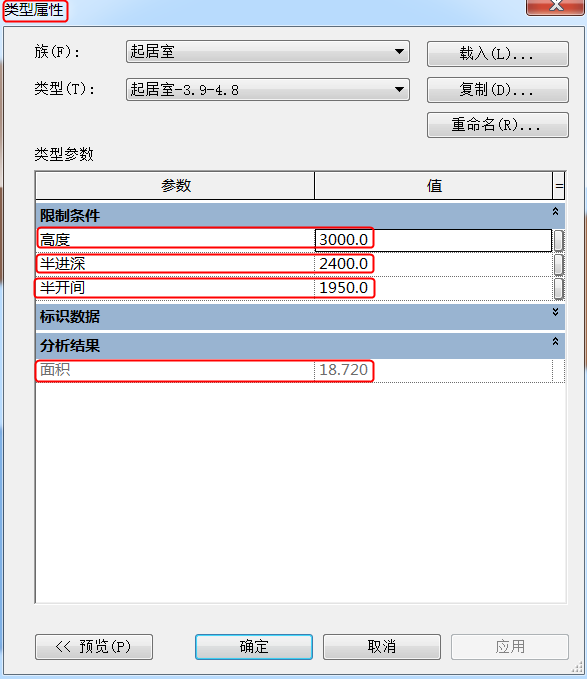 类型属性
族(F): 起居室 载入(L)...
类型(T): 起居室-3.9-4.8 复制(D)...
重命名(R)...
类型参数
参数 值 =
限制条件
高度 3000.0
半进深 2400.0
半开间 1950.0
标识数据
分析结果
面积 18.720
<< 预览(P) 确定 取消 应用